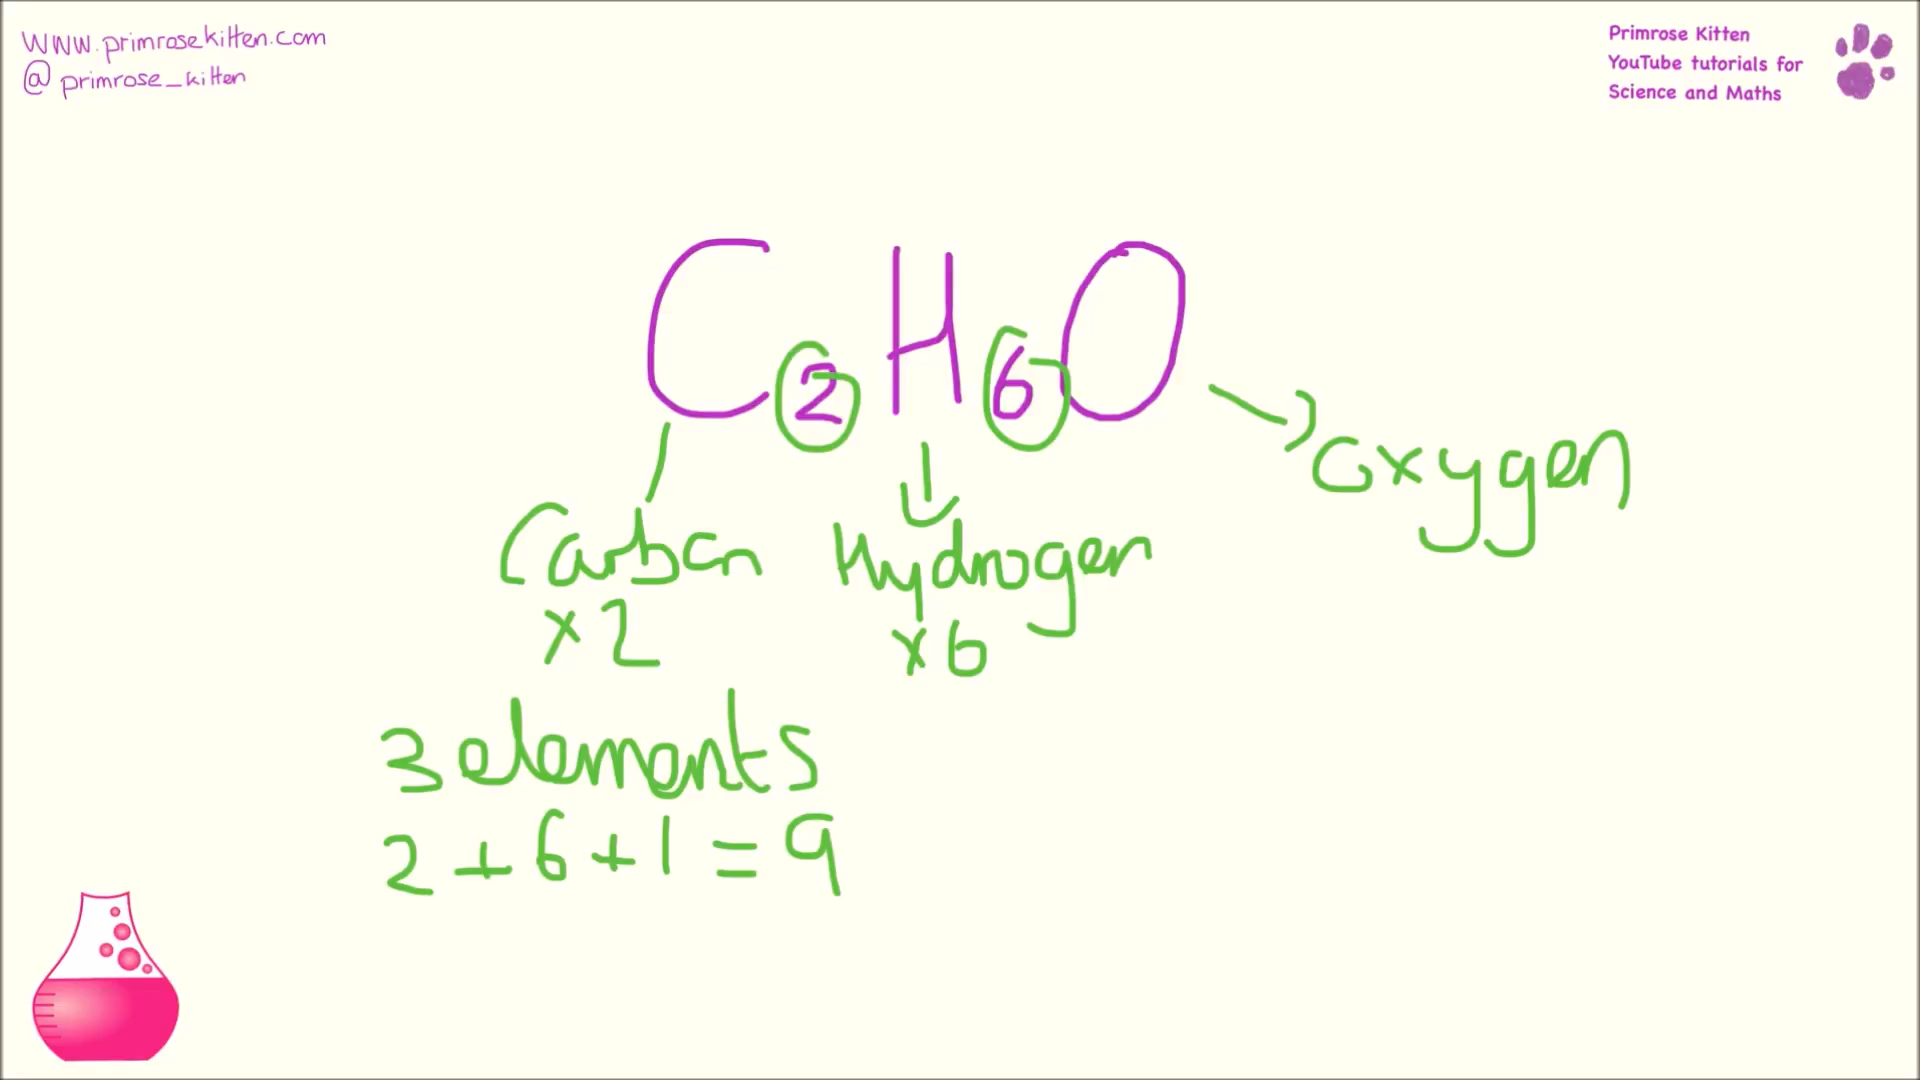 www.primrosekitten.com
@primrose_kitten
Primrose Kitten
YouTube tutorials for
Science and Maths
C2H6O
oxygen
Carbon Hydrogen
x2 x6
3 elements
2+6+1=9